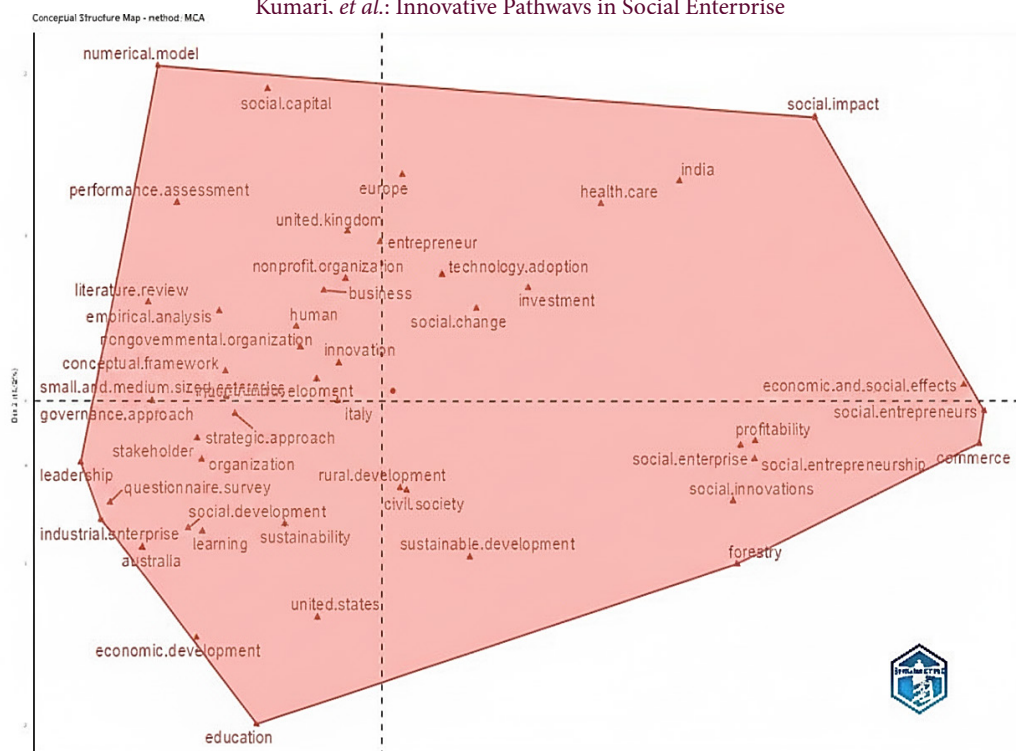 Kumari, et al.: Innovative Pathways in Social Enterprise
Conceptual Structure Map - method: MCA
numerical.model
social.capital
social.impact
india
performance.assessment
europe
health.care
united.kingdom
entrepreneur
nonprofit.organization
technology.adoption
literature.review
business
investment
empirical.analysis
human
social.change
nongovernmental.organization
innovation
conceptual.framework
small.and.medium.sized.enterprises
economic.and.social.effects
governance.approach
italy
social.entrepreneurs
profitability
strategic.approach
stakeholder
organization
social.enterprise
social.entrepreneurship
commerce
leadership
rural.development
questionnaire.survey
social.innovations
civil.society
social.development
industrial.enterprise
learning
sustainability
sustainable.development
forestry
australia
united.states
economic.development
education